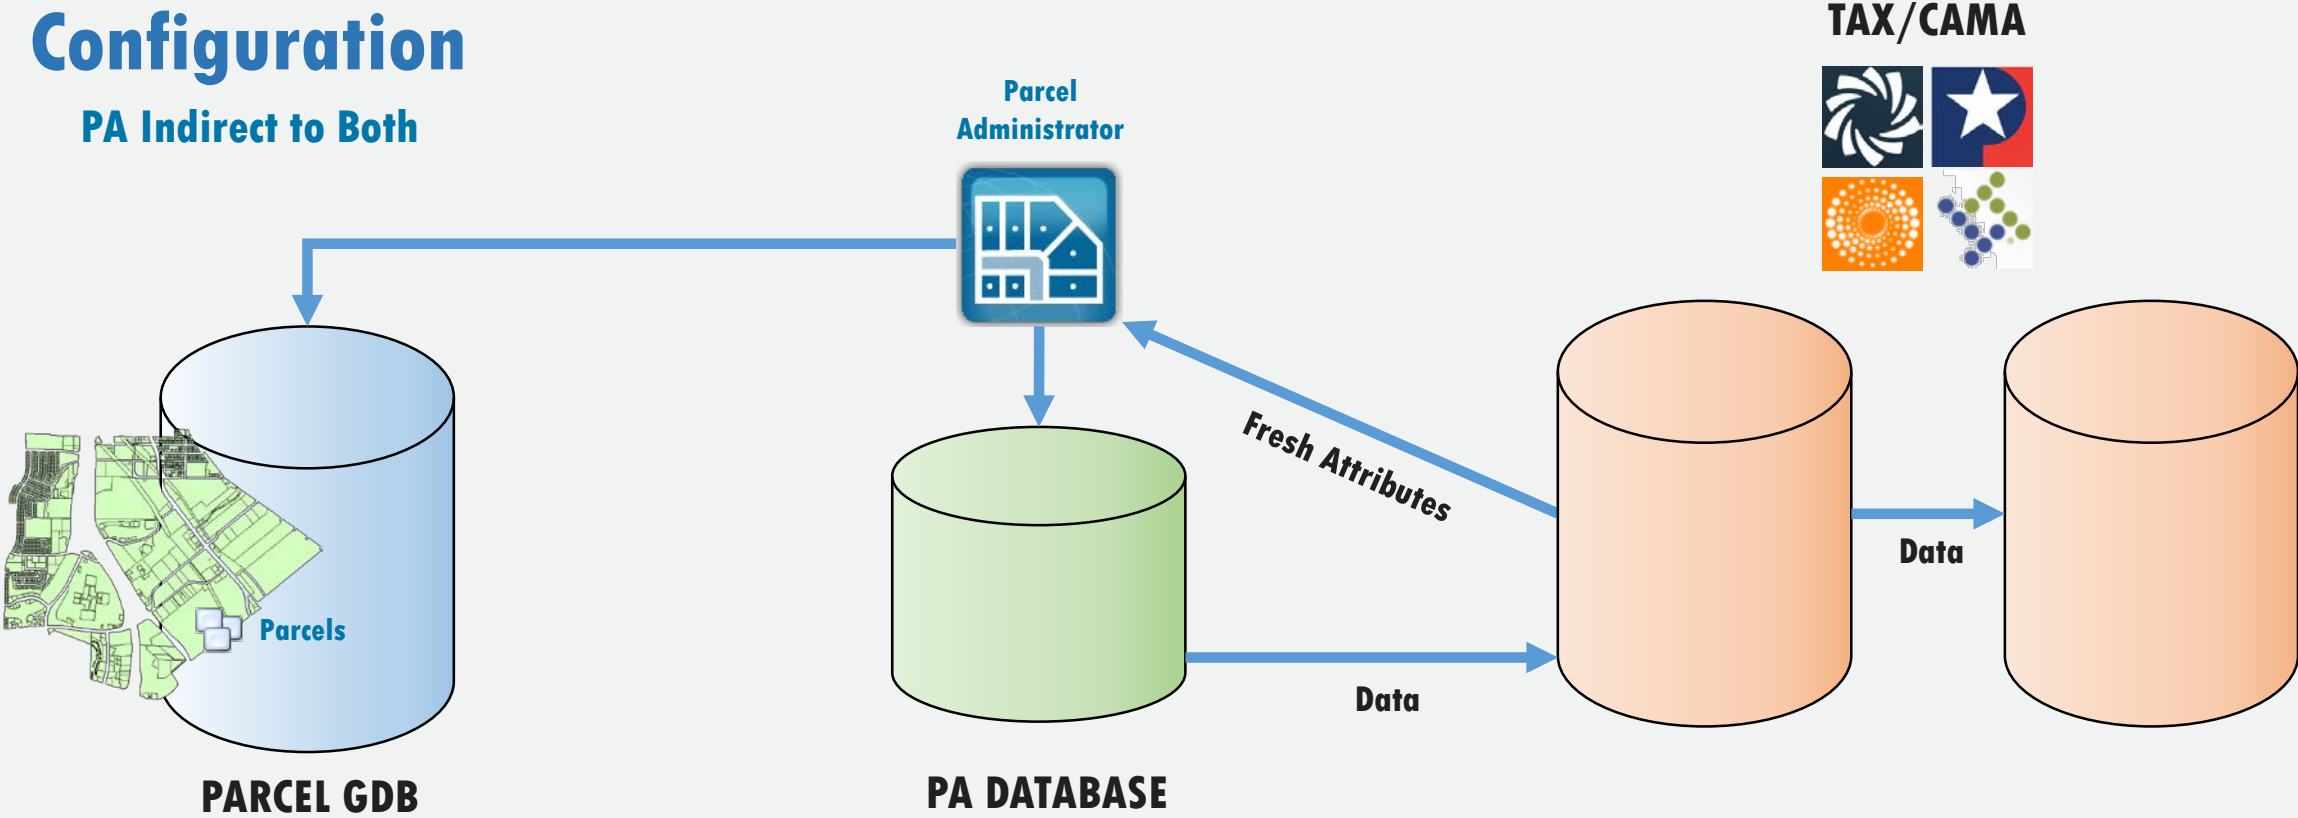 Configuration
PA Indirect to Both
TAX/CAMA
Parcel
Administrator
Fresh Attributes
Data
Parcels
Data
PARCEL GDB
PA DATABASE